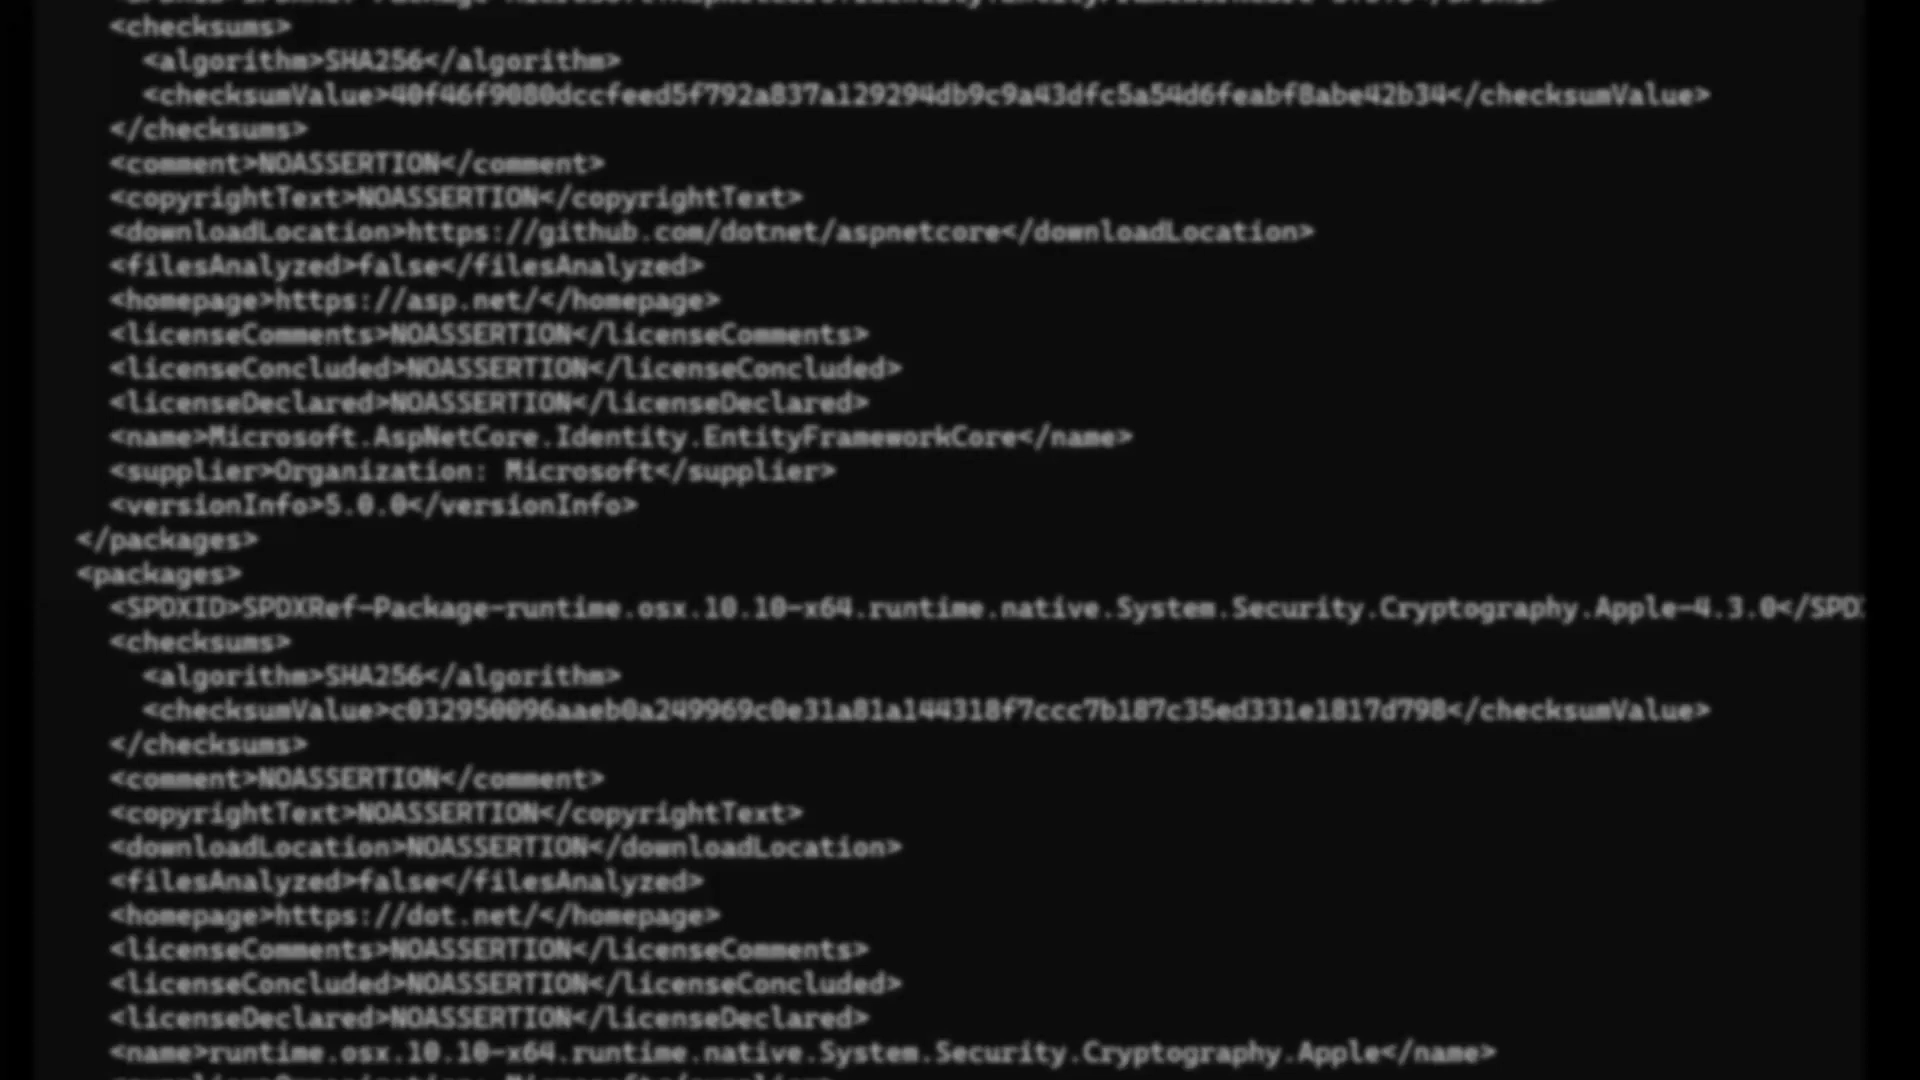 <checksums>
<algorithm>SHA256</algorithm>
<checksumValue>40f46f9080dccfeed5f792a837a129294db9c9a43dfc5a54d6feabf8abe42b34</checksumValue>
</checksums>
<comment>NOASSERTION</comment>
<copyrightText>NOASSERTION</copyrightText>
<downloadLocation>https://github.com/dotnet/aspnetcore</downloadLocation>
<filesAnalyzed>false</filesAnalyzed>
<homepage>https://asp.net/</homepage>
<licenseComments>NOASSERTION</licenseComments>
<licenseConcluded>NOASSERTION</licenseConcluded>
<licenseDeclared>NOASSERTION</licenseDeclared>
<name>Microsoft.AspNetCore.Identity.EntityFrameworkCore</name>
<supplier>Organization: Microsoft</supplier>
<versionInfo>5.0.0</versionInfo>
</packages>
<packages>
<SPDXID>SPDXRef-Package-runtime.osx.10.10-x64.runtime.native.System.Security.Cryptography.Apple-4.3.0</SPD
<checksums>
<algorithm>SHA256</algorithm>
<checksumValue>c032950096aaeb0a249969c0e31a81a144318f7ccc7b187c35ed331e1817d798</checksumValue>
</checksums>
<comment>NOASSERTION</comment>
<copyrightText>NOASSERTION</copyrightText>
<downloadLocation>NOASSERTION</downloadLocation>
<filesAnalyzed>false</filesAnalyzed>
<homepage>https://dot.net/</homepage>
<licenseComments>NOASSERTION</licenseComments>
<licenseConcluded>NOASSERTION</licenseConcluded>
<licenseDeclared>NOASSERTION</licenseDeclared>
<name>runtime.osx.10.10-x64.runtime.native.System.Security.Cryptography.Apple</name>